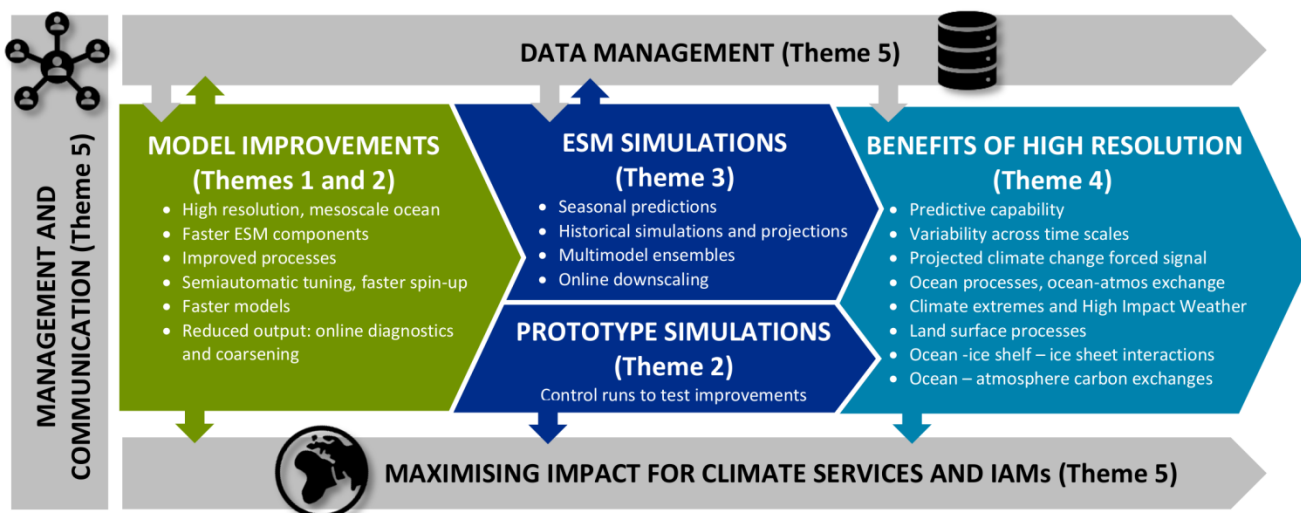 MANAGEMENT AND
COMMUNICATION (Theme 5)
DATA MANAGEMENT (Theme 5)
MODEL IMPROVEMENTS
(Themes 1 and 2)
• High resolution, mesoscale ocean
• Faster ESM components
• Improved processes
• Semiautomatic tuning, faster spin-up
• Faster models
• Reduced output: online diagnostics
and coarsening
ESM SIMULATIONS
(Theme 3)
• Seasonal predictions
• Historical simulations and projections
• Multimodel ensembles
• Online downscaling
PROTOTYPE SIMULATIONS
(Theme 2)
Control runs to test improvements
BENEFITS OF HIGH RESOLUTION
(Theme 4)
• Predictive capability
• Variability across time scales
• Projected climate change forced signal
• Ocean processes, ocean-atmos exchange
• Climate extremes and High Impact Weather
• Land surface processes
• Ocean -ice shelf – ice sheet interactions
• Ocean – atmosphere carbon exchanges
MAXIMISING IMPACT FOR CLIMATE SERVICES AND IAMs (Theme 5)